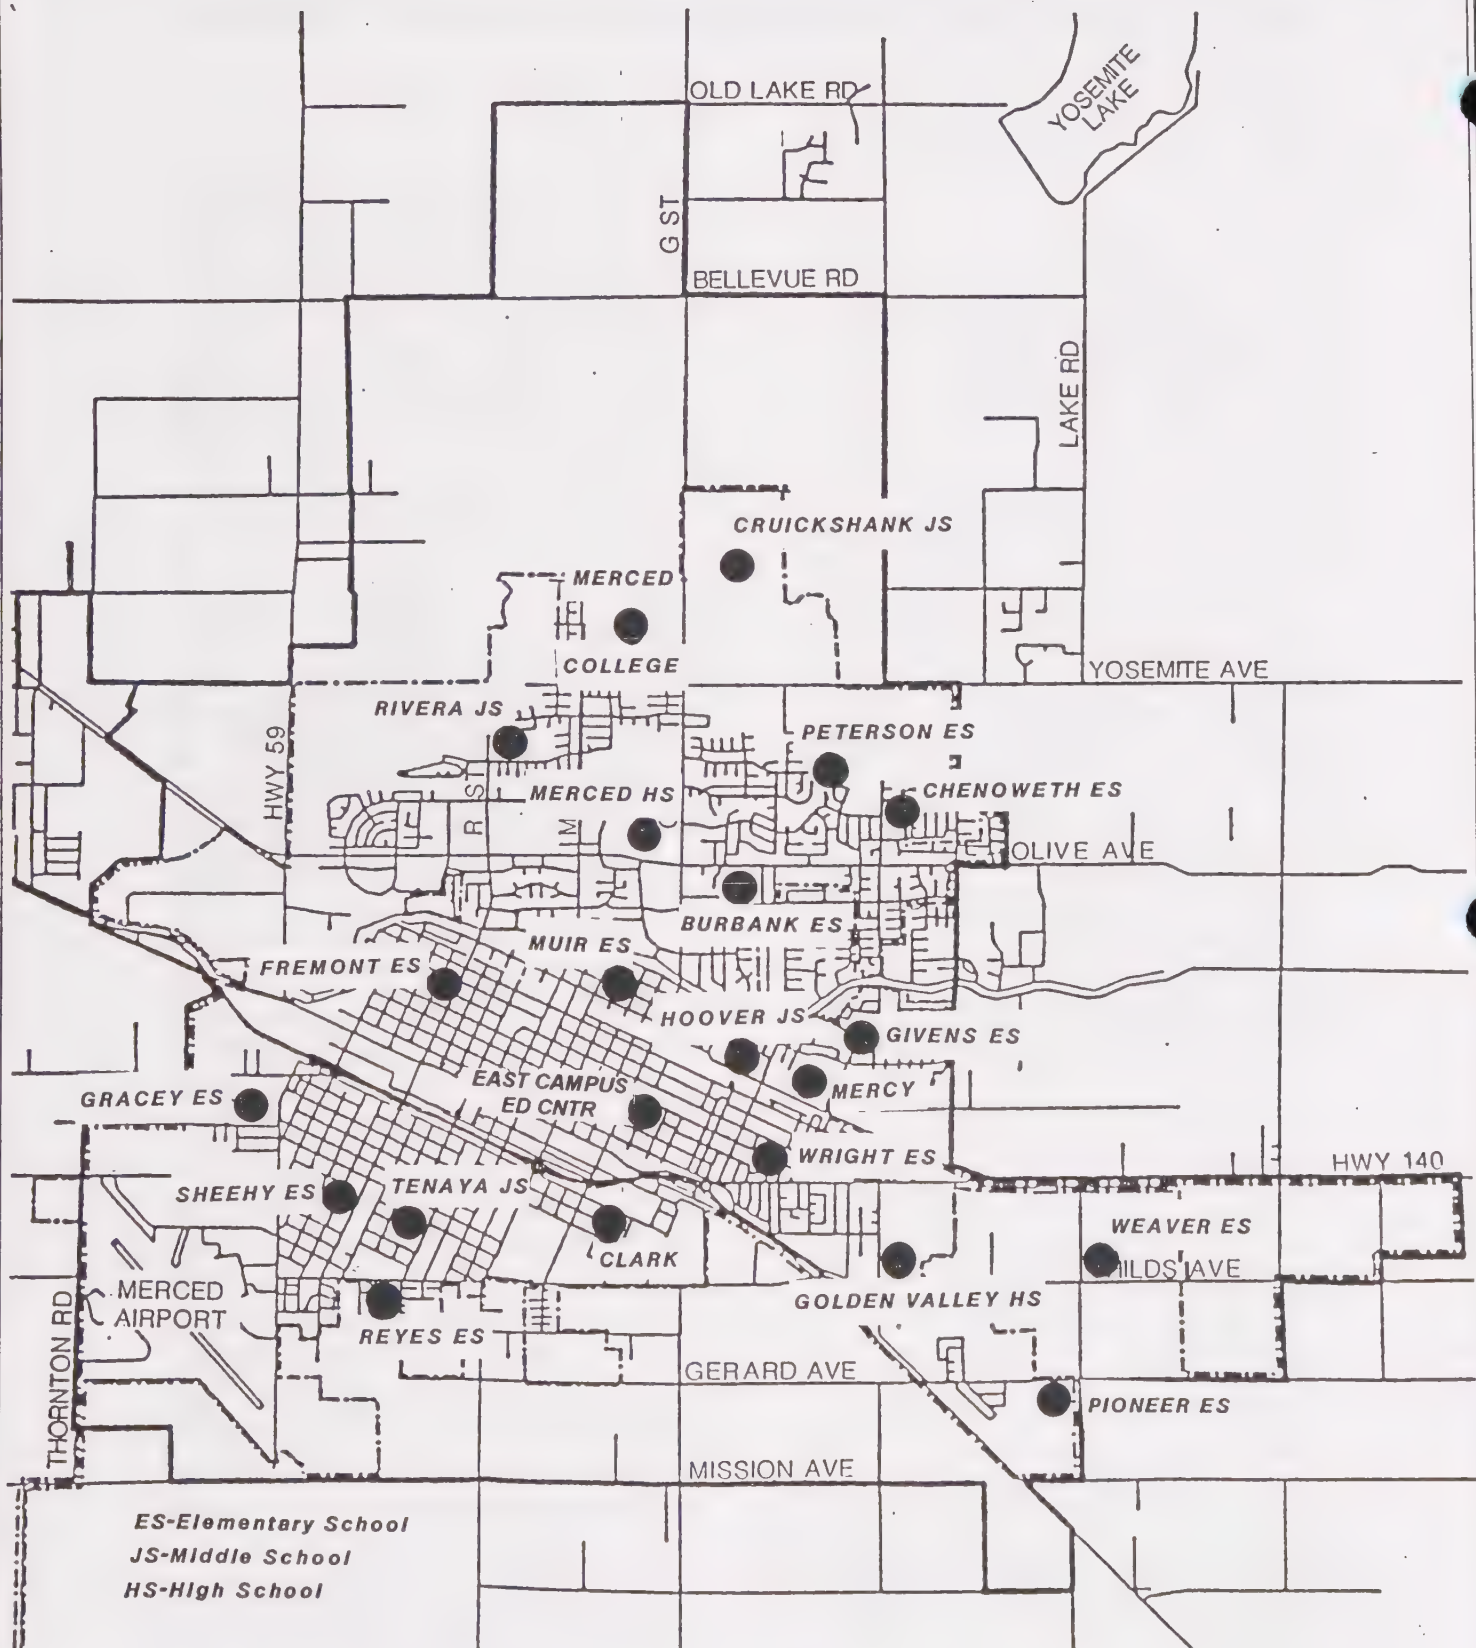 OLD LAKE RD
YOSEMITE
LAKE
G ST
BELLEVUE RD
LAKE RD
CRUICKSHANK JS
MERCED
COLLEGE
YOSEMITE AVE
RIVERA JS
HWY 59
PETERSON ES
R ST
M
MERCED HS
CHENOWETH ES
OLIVE AVE
BURBANK ES
MUIR ES
FREMONT ES
HOOVER JS
GIVENS ES
EAST CAMPUS
ED CNTR
MERCY
GRACEY ES
WRIGHT ES
HWY 140
SHEEHY ES
TENAYA JS
WEAVER ES
CLARK
HILDS AVE
MERCED
AIRPORT
GOLDEN VALLEY HS
THORNTON RD
REYES ES
GERARD AVE
PIONEER ES
MISSION AVE
ES-Elementary School
JS-Middle School
HS-High School